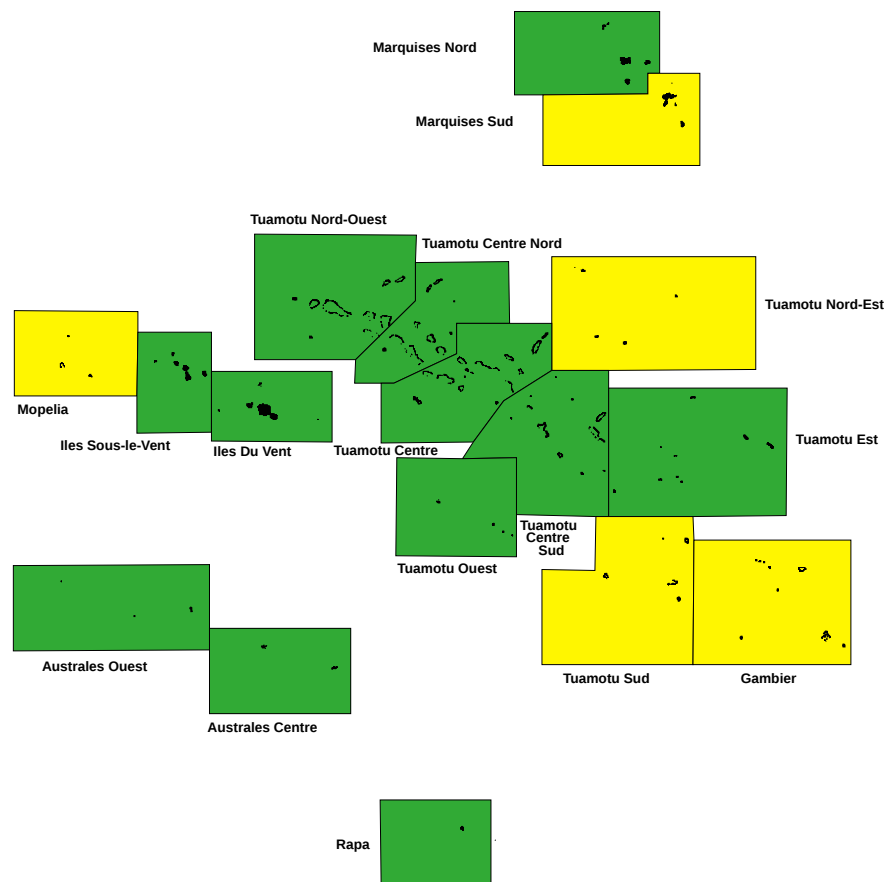 Marquises Nord
Marquises Sud
Tuamotu Nord-Ouest
Tuamotu Centre Nord
Tuamotu Nord-Est
Mopelia
Iles Sous-le-Vent
Iles Du Vent
Tuamotu Centre
Tuamotu Est
Tuamotu
Centre
Sud
Tuamotu Ouest
Australes Ouest
Tuamotu Sud
Gambier
Australes Centre
Rapa